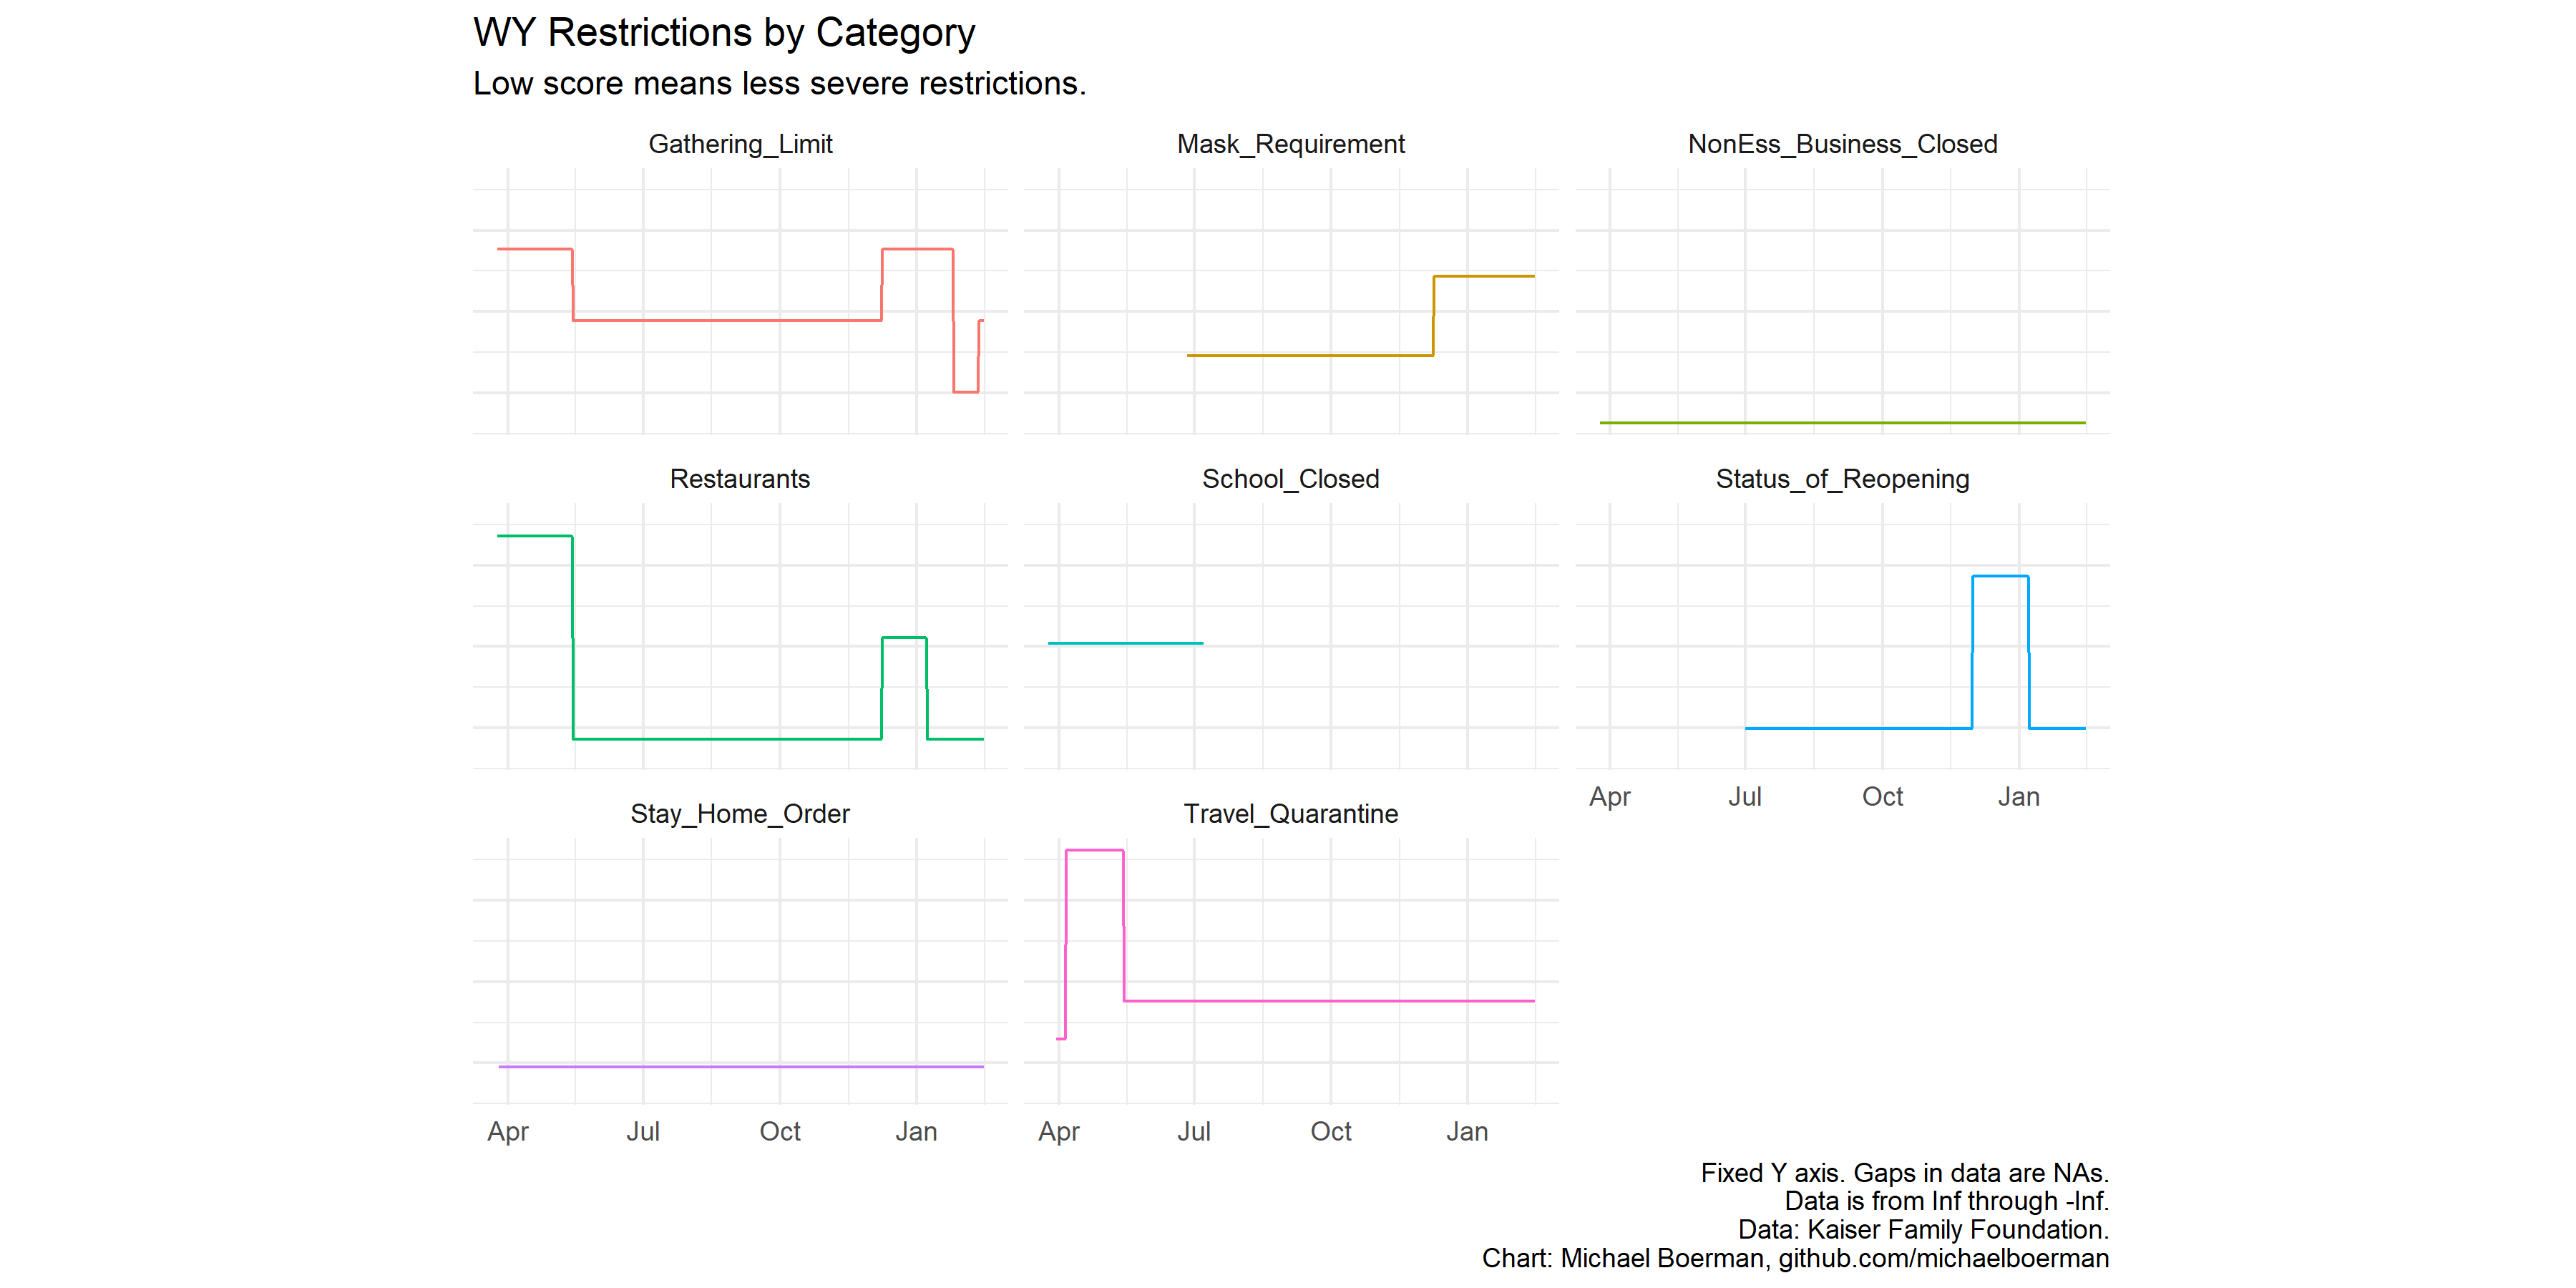 WY Restrictions by Category
Low score means less severe restrictions.
Gathering_Limit
Mask_Requirement
NonEss_Business_Closed
Restaurants
School_Closed
Status_of_Reopening
Apr Jul Oct Jan
Stay_Home_Order
Travel_Quarantine
Apr Jul Oct Jan
Apr Jul Oct Jan
Fixed Y axis. Gaps in data are NAs.
Data is from Inf through -Inf.
Data: Kaiser Family Foundation.
Chart: Michael Boerman, github.com/michaelboerman